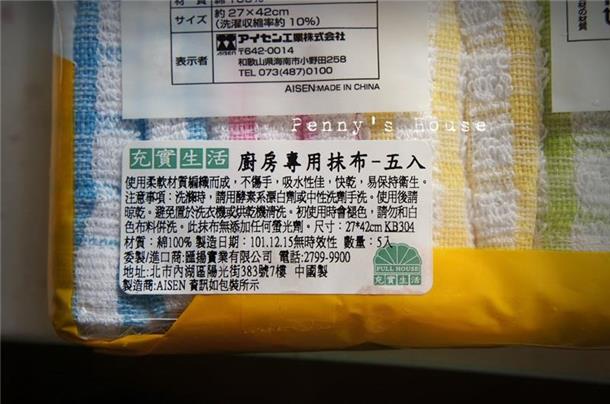 綿 100%
サイズ
約27×42cm
(洗濯収縮率約10%)
表示者
AISEN
アイセン工業株式会社
〒642-0014
和歌山県海南市小野田258
TEL 073(487)0100
AISEN:MADE IN CHINA
Penny's House
充實生活 廚房專用抹布-五入
使用柔軟材質編織而成，不傷手，吸水性佳，快乾，易保持衛生。
注意事項：洗滌時，請用酵素系漂白劑或中性洗劑手洗。使用後請
晾乾。避免置於洗衣機或烘乾機清洗。初使用時會褪色，請勿和白
色布料併洗。此抹布無添加任何螢光劑。尺寸：27*42cm KB304
材質：綿100% 製造日期：101.12.15無時效性 數量：5入
委製/進口商:匯揚實業有限公司 電話:2799-9900
地址:北市內湖區陽光街383號7樓 中國製
製造商:AISEN 資訊如包裝所示
FULL HOUSE
充實生活